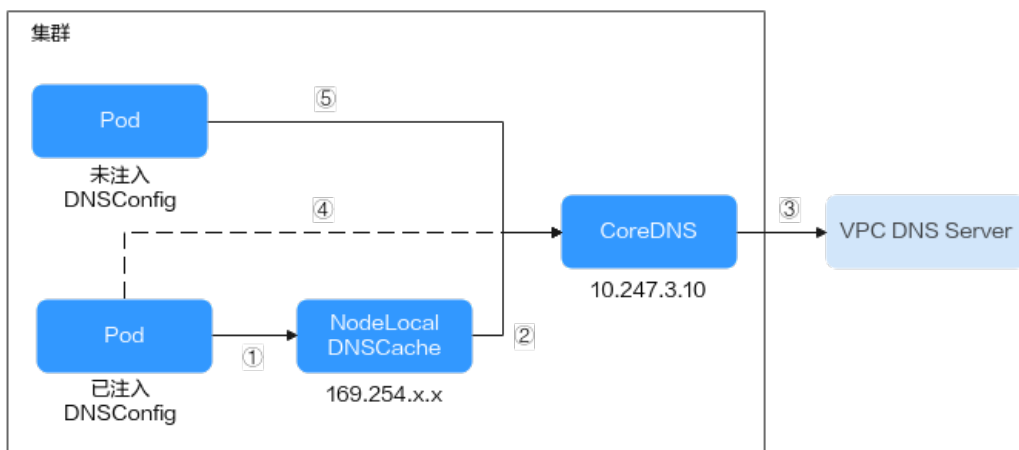 集群
Pod
未注入
DNSConfig
⑤
④
Pod
已注入
DNSConfig
①
NodeLocal
DNSCache
169.254.x.x
②
CoreDNS
10.247.3.10
③
VPC DNS Server